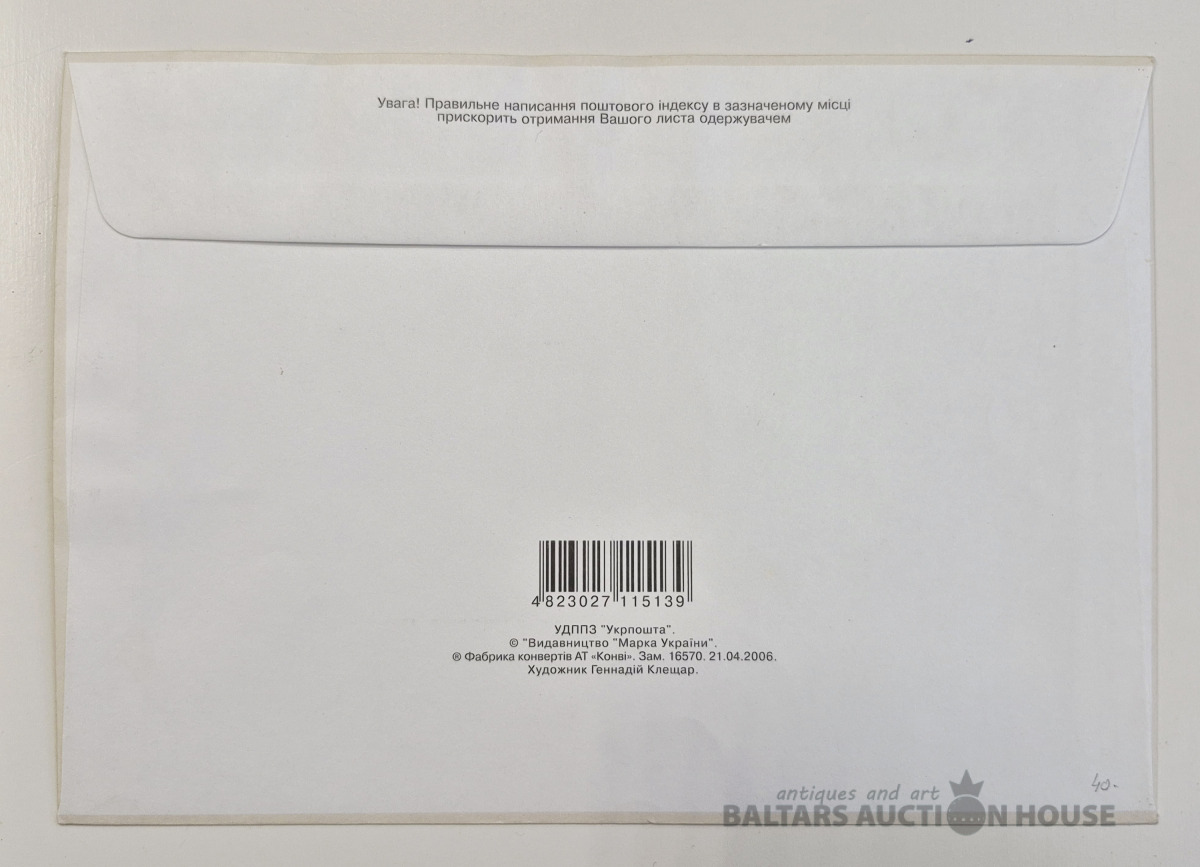 Увага! Правильне написання поштового індексу в зазначеному місці
прискорить отримання Вашого листа одержувачем
4 823027 115139
УДППЗ "Укрпошта".
© "Видавництво "Марка України".
® Фабрика конвертів АТ «Конві». Зам. 16570. 21.04.2006.
Художник Геннадій Клещар.
40.-
antiques and art
BALTARS AUCTION HOUSE